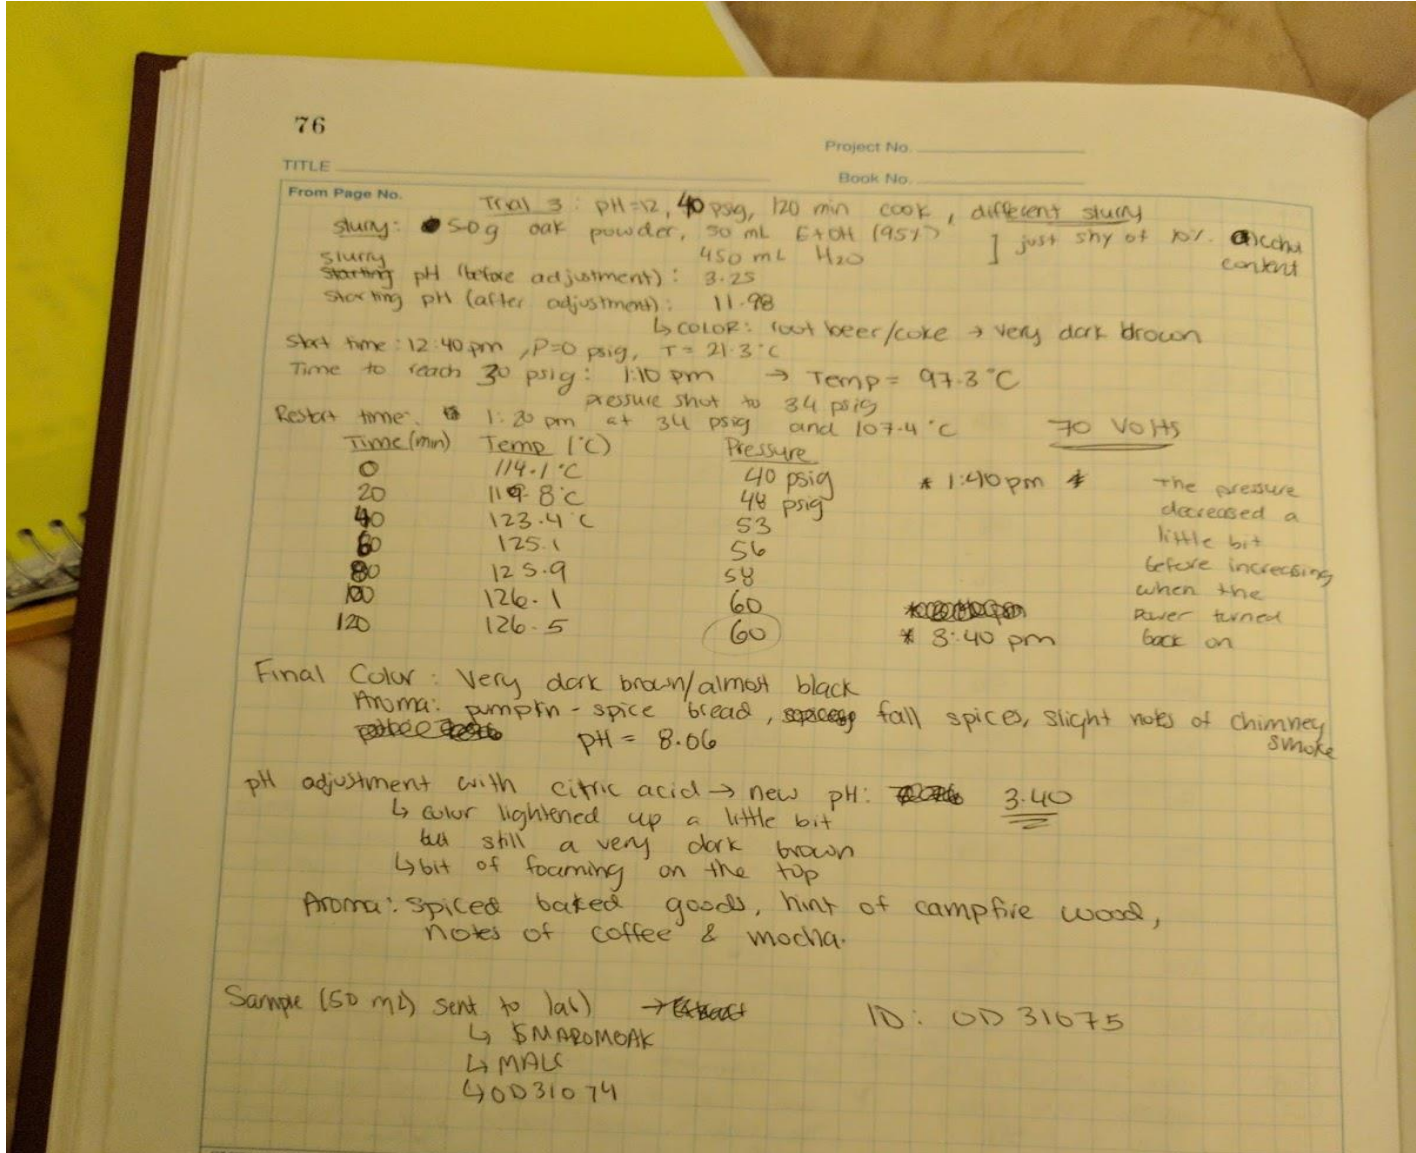 76
Project No.
TITLE
Book No.
From Page No.
Trial 3: pH=12, 40 psig, 120 min cook, different slurry
slurry: 50g oak powder, 50 mL EtOH (95%) ] just shy of 10% alcohol
450 mL H2O content
slurry
Starting pH (before adjustment): 3.25
Starting pH (after adjustment): 11.98
↳ COLOR: root beer/coke → very dark brown
Start time: 12:40 pm, P=0 psig, T= 21.3°C
Time to reach 30 psig: 1:10 pm → Temp = 97.3°C
pressure shut to 34 psig
Restart time: 1:20 pm at 34 psig and 107.4°C 70 Volts
Time (min) Temp (°C) Pressure
0 114.1°C 40 psig * 1:40pm * The pressure
20 119.8°C 48 psig decreased a
40 123.4°C 53 little bit
60 125.1 56 before increasing
80 125.9 58 when the
100 126.1 60 power turned
120 126.5 60 * 3:40 pm back on
Final Color: Very dark brown/almost black
Aroma: pumpkin-spice bread, fall spices, slight notes of chimney
smoke
pH = 8.06
pH adjustment with citric acid → new pH: 3.40
↳ color lightened up a little bit
but still a very dark brown
↳ bit of foaming on the top
Aroma: spiced baked goods, hint of campfire wood,
notes of coffee & mocha.
Sample (50 mL) sent to lab) → ID: OD31675
↳ $MAROMOAK
↳ MALC
↳ OD31074